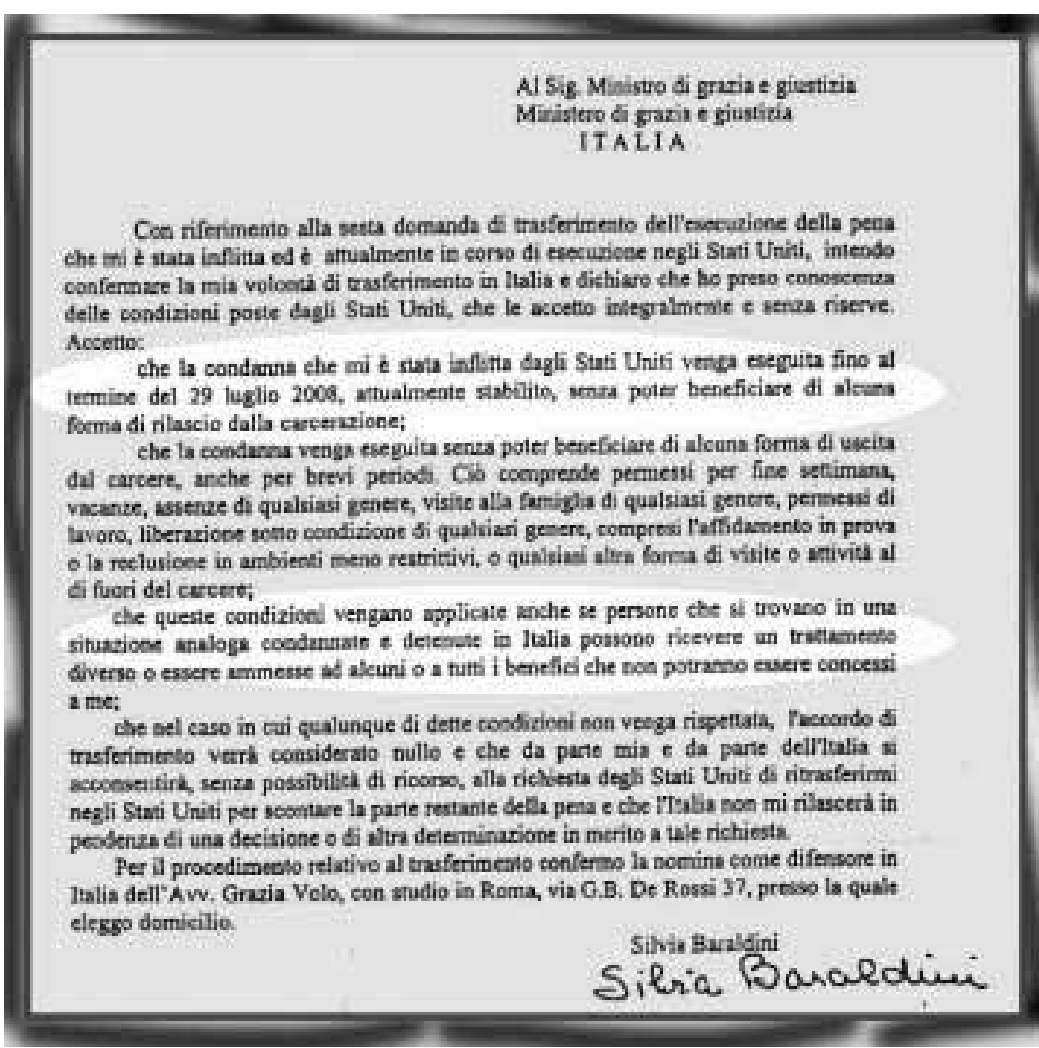 Al Sig. Ministro di grazia e giustizia
Ministero di grazia e giustizia
I T A L I A
Con riferimento alla sesta domanda di trasferimento dell'esecuzione della pena
che mi è stata inflitta ed è attualmente in corso di esecuzione negli Stati Uniti, intendo
confermare la mia volontà di trasferimento in Italia e dichiaro che ho preso conoscenza
delle condizioni poste dagli Stati Uniti, che le accetto integralmente e senza riserve.
Accetto:
che la condanna che mi è stata inflitta dagli Stati Uniti venga eseguita fino al
termine del 29 luglio 2008, attualmente stabilito, senza poter beneficiare di alcuna
forma di rilascio dalla carcerazione;
che la condanna venga eseguita senza poter beneficiare di alcuna forma di uscita
dal carcere, anche per brevi periodi. Ciò comprende permessi per fine settimana,
vacanze, assenze di qualsiasi genere, visite alla famiglia di qualsiasi genere, permessi di
lavoro, liberazione sotto condizione di qualsiasi genere, compresi l'affidamento in prova
o la reclusione in ambienti meno restrittivi, o qualsiasi altra forma di visite o attività al
di fuori del carcere;
che queste condizioni vengano applicate anche se persone che si trovano in una
situazione analoga condannate e detenute in Italia possono ricevere un trattamento
diverso o essere ammesse ad alcuni o a tutti i benefici che non potranno essere concessi
a me;
che nel caso in cui qualunque di dette condizioni non venga rispettata, l'accordo di
trasferimento verrà considerato nullo e che da parte mia e da parte dell'Italia si
acconsentirà, senza possibilità di ricorso, alla richiesta degli Stati Uniti di ritrasferirmi
negli Stati Uniti per scontare la parte restante della pena e che l'Italia non mi rilascerà in
pendenza di una decisione o di altra determinazione in merito a tale richiesta.
Per il procedimento relativo al trasferimento confermo la nomina come difensore in
Italia dell'Avv. Grazia Volo, con studio in Roma, via G.B. De Rossi 37, presso la quale
eleggo domicilio.
Silvia Baraldini
Silvia Baraldini